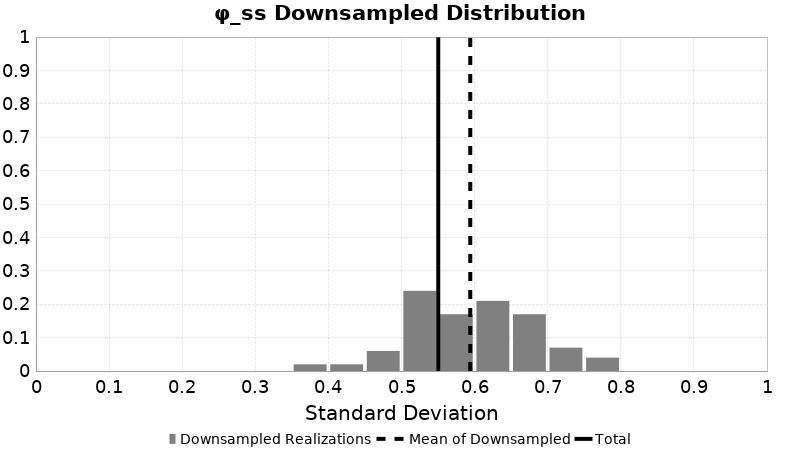 φ_ss Downsampled Distribution
1
0.9
0.8
0.7
0.6
0.5
0.4
0.3
0.2
0.1
0
0 0.1 0.2 0.3 0.4 0.5 0.6 0.7 0.8 0.9 1
Standard Deviation
Downsampled Realizations Mean of Downsampled Total